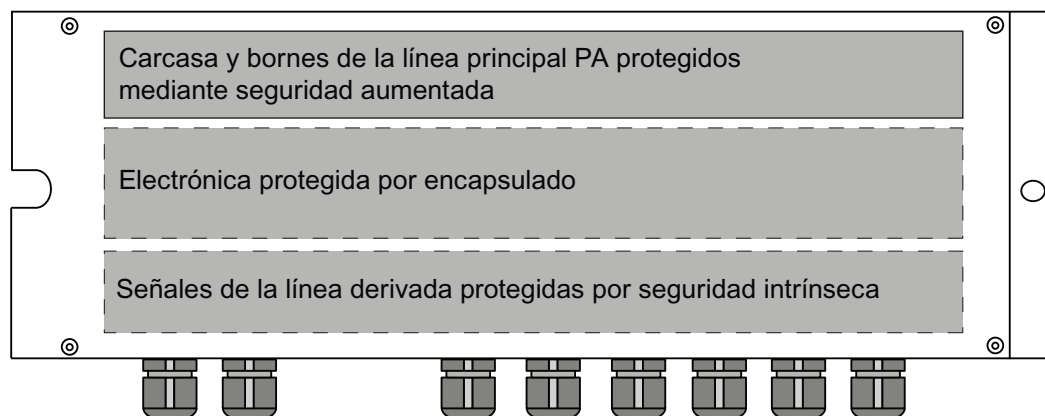 Carcasa y bornes de la línea principal PA protegidos
mediante seguridad aumentada
Electrónica protegida por encapsulado
Señales de la línea derivada protegidas por seguridad intrínseca